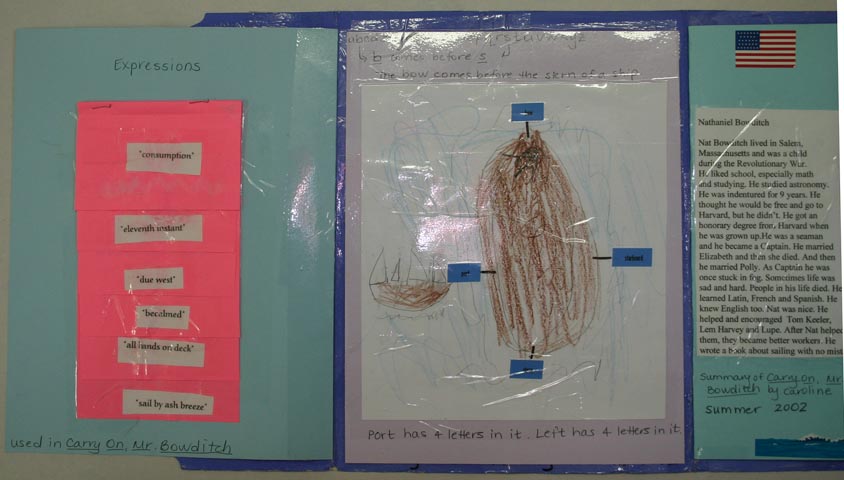 Expressions
"consumption"
"eleventh instant"
"due west"
"becalmed"
"all hands on deck"
"sail by ash breeze"
used in Carry On, Mr. Bowditch
b comes before s
The bow comes before the stern of a ship
port
starboard
Port has 4 letters in it. Left has 4 letters in it.
Nathaniel Bowditch
Nat Bowditch lived in Salem,
Massachusetts and was a child
during the Revolutionary War.
He liked school, especially math
and studying. He studied astronomy.
He was indentured for 9 years. He
thought he would be free and go to
Harvard, but he didn't. He got an
honorary degree from Harvard when
he was grown up.He was a seaman
and he became a Captain. He married
Elizabeth and then she died. And then
he married Polly. As Captain he was
once stuck in fog. Sometimes life was
sad and hard. People in his life died. He
learned Latin, French and Spanish. He
knew English too. Nat was nice. He
helped and encouraged Tom Keeler,
Lem Harvey and Lupe. After Nat helped
them, they became better workers. He
wrote a book about sailing with no mist
Summary of Carry On, Mr.
Bowditch by Caroline
Summer 2002